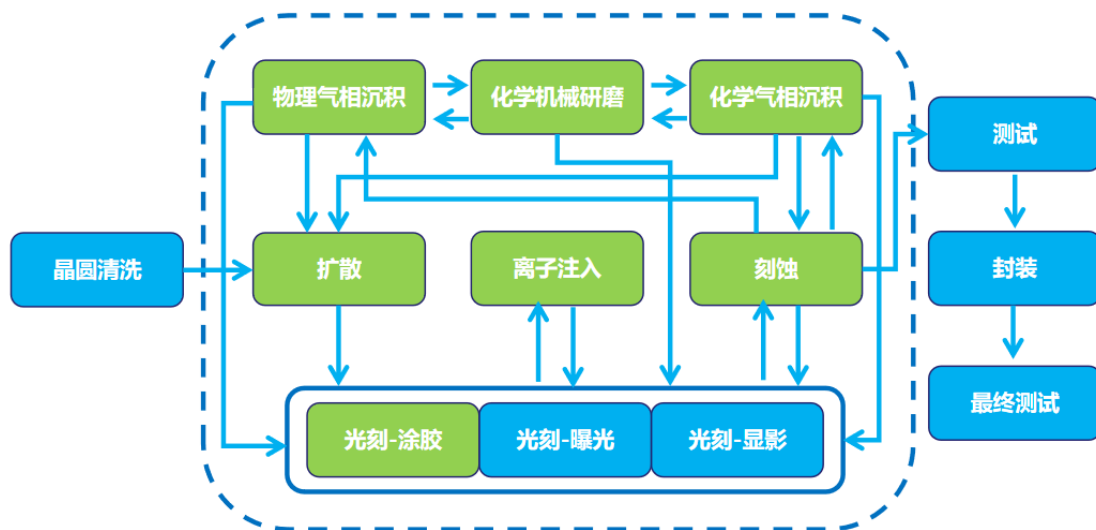 物理气相沉积
化学机械研磨
化学气相沉积
测试
晶圆清洗
扩散
离子注入
刻蚀
封装
光刻-涂胶
光刻-曝光
光刻-显影
最终测试